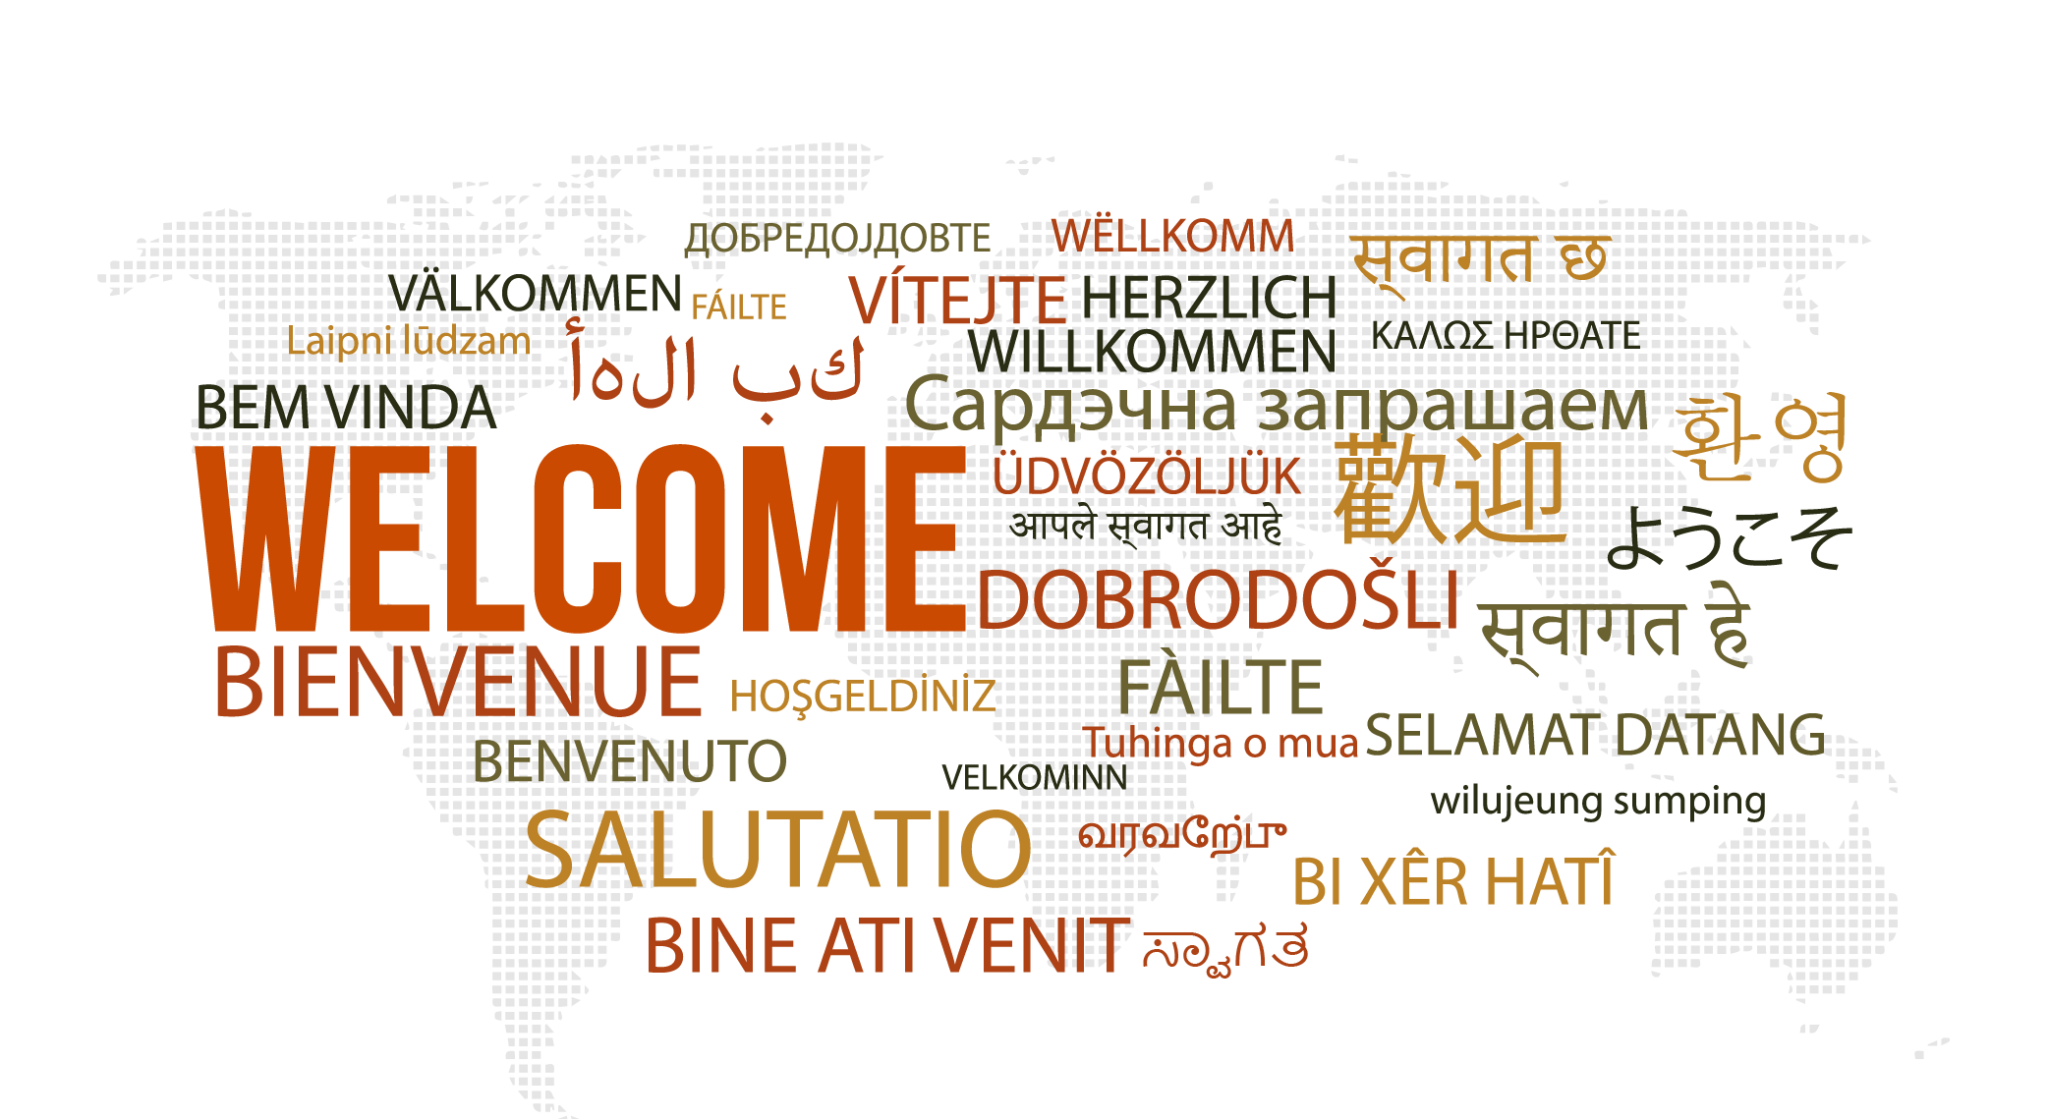 ДОБРЕДОЈДОВТЕ
WËLLKOMM
स्वागत छ
VÄLKOMMEN
FÁILTE
VÍTEJTE
HERZLICH
WILLKOMMEN
ΚΑΛΩΣ ΗΡΘΑΤΕ
Laipni lūdzam
أهلا بك
BEM VINDA
Сардэчна запрашаем
환영
WELCOME
ÜDVÖZÖLJÜK
歡迎
आपले स्वागत आहे
ようこそ
DOBRODOŠLI
स्वागत हे
BIENVENUE
HOŞGELDİNİZ
FÀILTE
Tuhinga o mua
SELAMAT DATANG
BENVENUTO
VELKOMINN
wilujeung sumping
SALUTATIO
BI XÊR HATÎ
BINE ATI VENIT
ಸ್ವಾಗತ